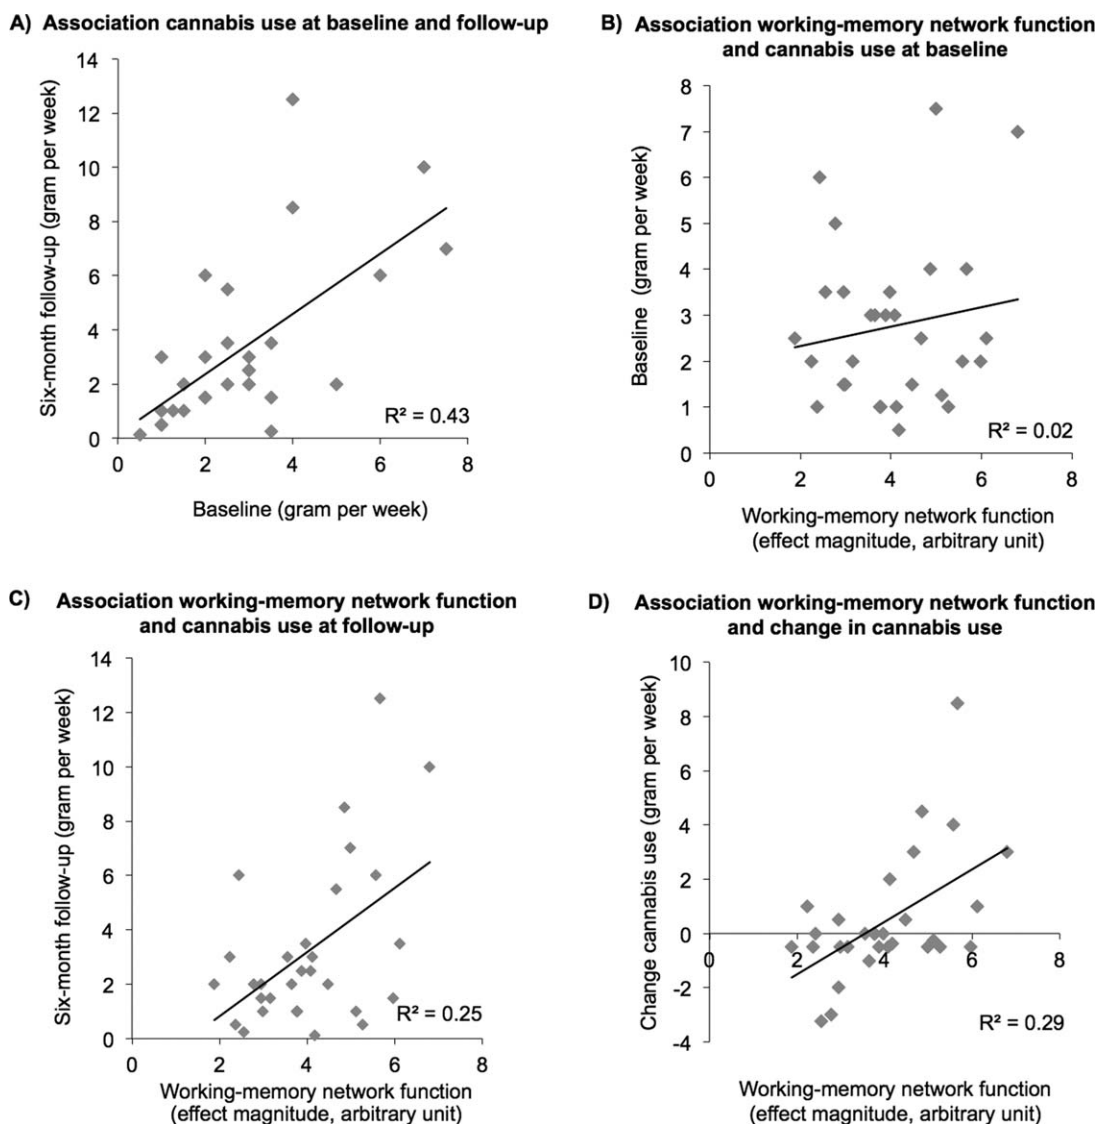 A) Association cannabis use at baseline and follow-up
14
12
10
8
6
4
2
0
0 2 4 6 8
Six-month follow-up (gram per week)
R² = 0.43
Baseline (gram per week)
B) Association working-memory network function
and cannabis use at baseline
8
7
6
5
4
3
2
1
0
0 2 4 6 8
Baseline (gram per week)
R² = 0.02
Working-memory network function
(effect magnitude, arbitrary unit)
C) Association working-memory network function
and cannabis use at follow-up
14
12
10
8
6
4
2
0
0 2 4 6 8
Six-month follow-up (gram per week)
R² = 0.25
Working-memory network function
(effect magnitude, arbitrary unit)
D) Association working-memory network function
and change in cannabis use
10
8
6
4
2
0
-2
-4
0 2 4 6 8
Change cannabis use (gram per week)
R² = 0.29
Working-memory network function
(effect magnitude, arbitrary unit)